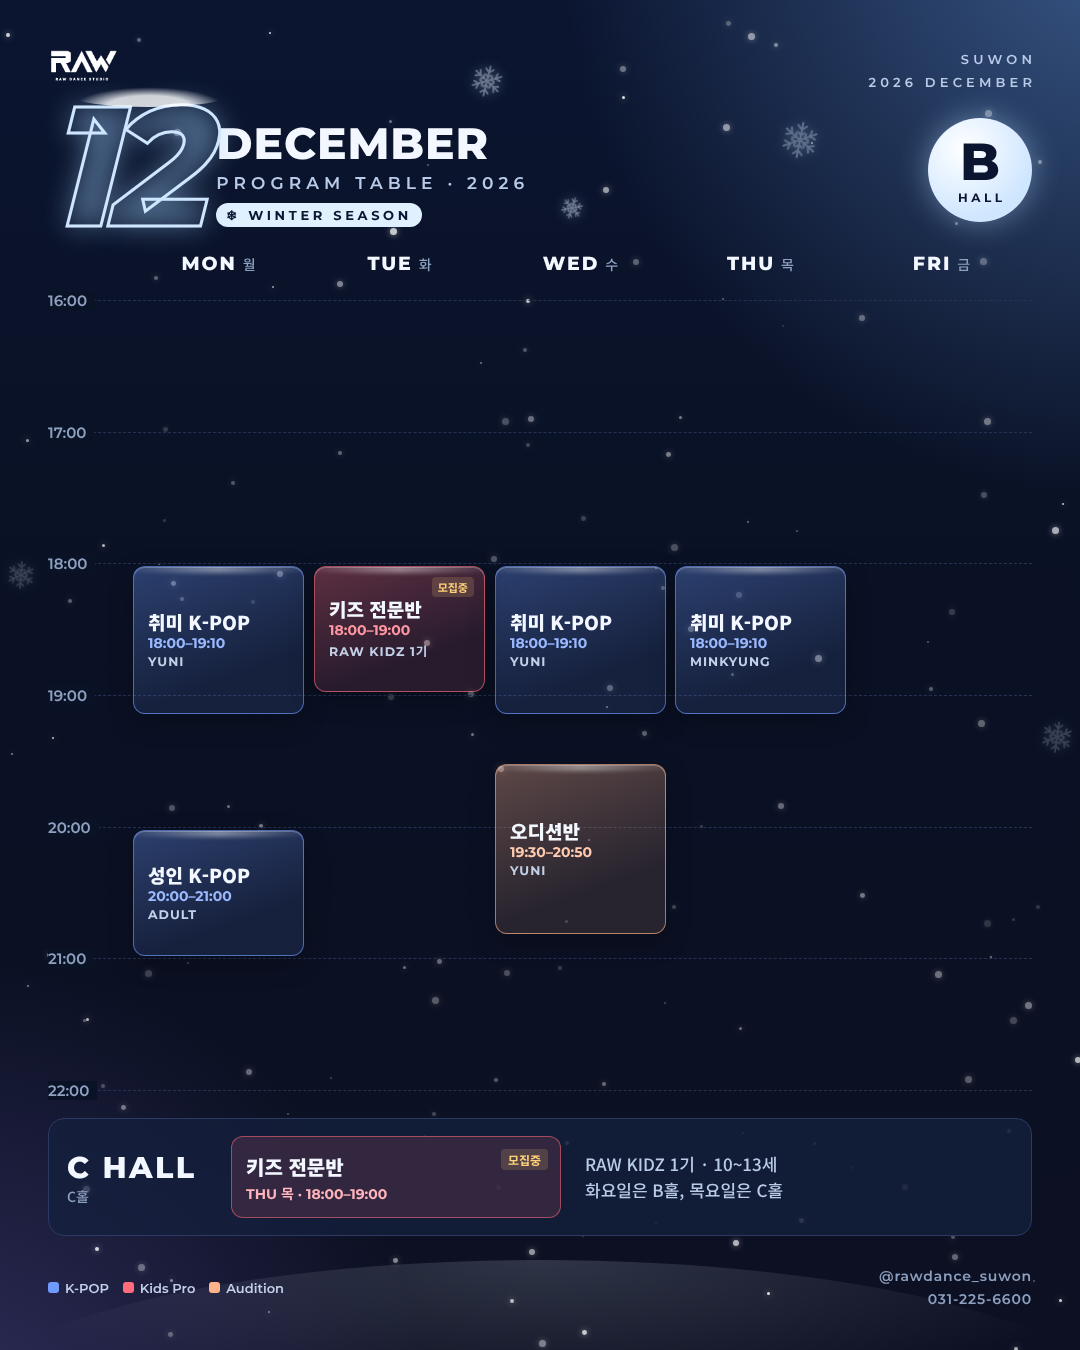 RAW
RAW DANCE STUDIO
SUWON
2026 DECEMBER
12
DECEMBER
PROGRAM TABLE · 2026
❄ WINTER SEASON
B
HALL
MON 월
TUE 화
WED 수
THU 목
FRI 금
16:00
17:00
18:00
취미 K-POP
18:00–19:10
YUNI
모집중
키즈 전문반
18:00–19:00
RAW KIDZ 1기
취미 K-POP
18:00–19:10
YUNI
취미 K-POP
18:00–19:10
MINKYUNG
19:00
오디션반
19:30–20:50
YUNI
20:00
성인 K-POP
20:00–21:00
ADULT
21:00
22:00
C HALL
C홀
키즈 전문반
모집중
THU 목 · 18:00–19:00
RAW KIDZ 1기 · 10~13세
화요일은 B홀, 목요일은 C홀
K-POP
Kids Pro
Audition
@rawdance_suwon
031-225-6600